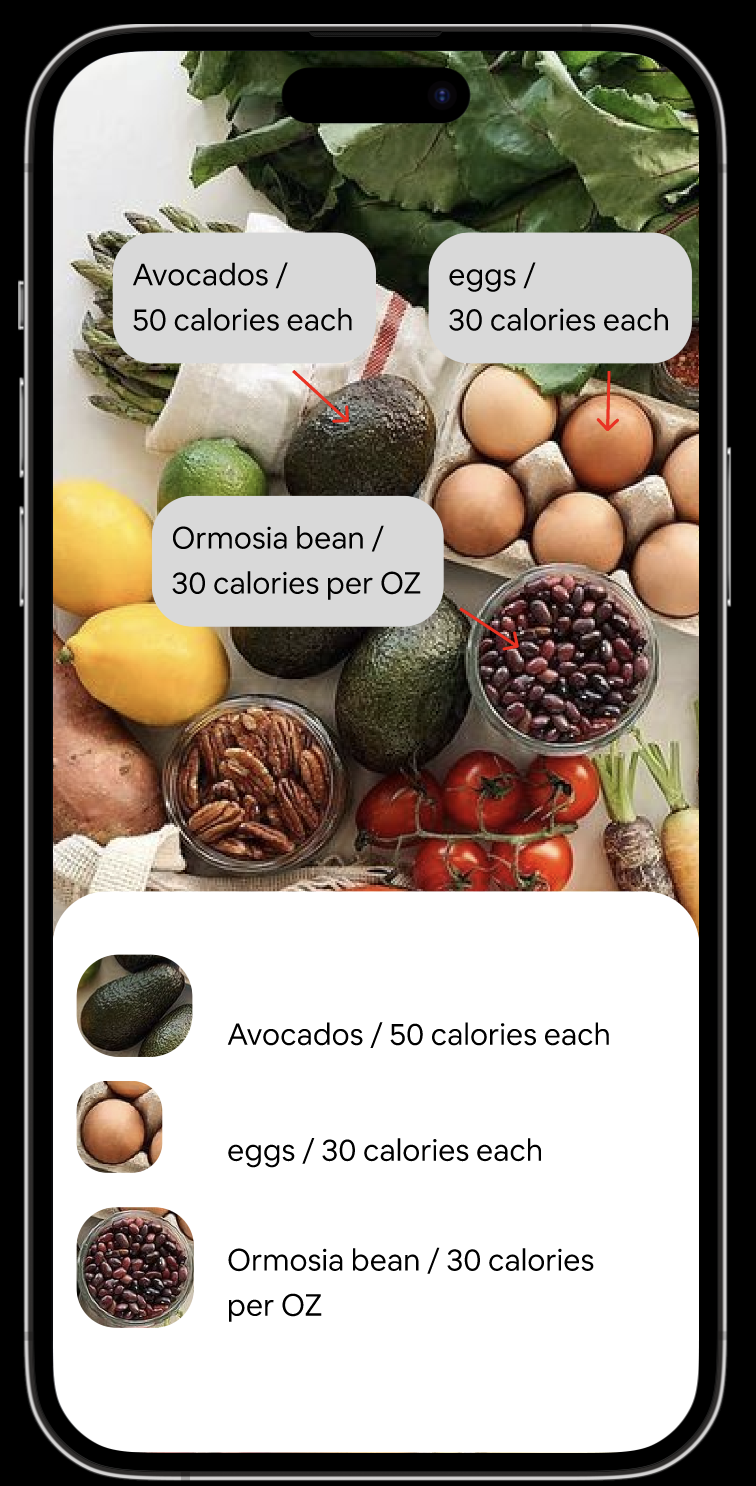 Avocados /
50 calories each
eggs /
30 calories each
Ormosia bean /
30 calories per OZ
Avocados / 50 calories each
eggs / 30 calories each
Ormosia bean / 30 calories
per OZ